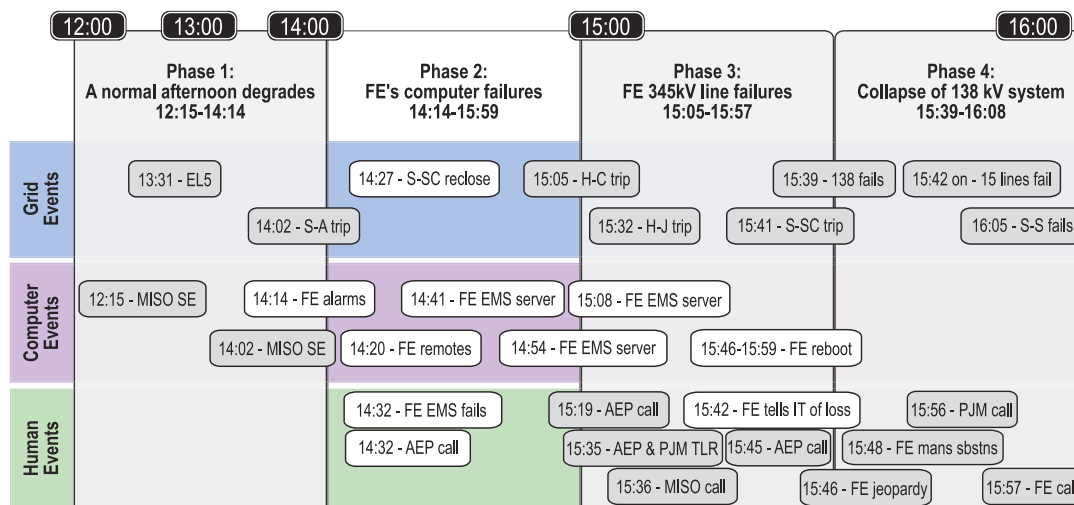 12:00
13:00
14:00
15:00
16:00
Phase 1:
A normal afternoon degrades
12:15-14:14
Phase 2:
FE's computer failures
14:14-15:59
Phase 3:
FE 345kV line failures
15:05-15:57
Phase 4:
Collapse of 138 kV system
15:39-16:08
Grid
Events
13:31 - EL5
14:27 - S-SC reclose
15:05 - H-C trip
15:39 - 138 fails
15:42 on - 15 lines fail
14:02 - S-A trip
15:32 - H-J trip
15:41 - S-SC trip
16:05 - S-S fails
Computer
Events
12:15 - MISO SE
14:14 - FE alarms
14:41 - FE EMS server
15:08 - FE EMS server
14:02 - MISO SE
14:20 - FE remotes
14:54 - FE EMS server
15:46-15:59 - FE reboot
Human
Events
14:32 - FE EMS fails
15:19 - AEP call
15:42 - FE tells IT of loss
15:56 - PJM call
14:32 - AEP call
15:35 - AEP & PJM TLR
15:45 - AEP call
15:48 - FE mans sbstns
15:36 - MISO call
15:46 - FE jeopardy
15:57 - FE cal